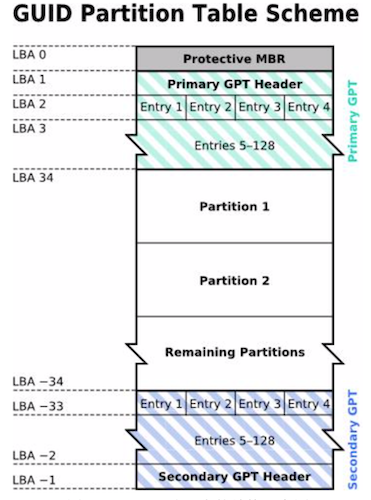 GUID Partition Table Scheme
LBA 0
Protective MBR
LBA 1
Primary GPT Header
LBA 2
Entry 1 Entry 2 Entry 3 Entry 4
LBA 3
Entries 5–128
Primary GPT
LBA 34
Partition 1
Partition 2
Remaining Partitions
LBA −34
LBA −33
Entry 1 Entry 2 Entry 3 Entry 4
Entries 5–128
LBA −2
LBA −1
Secondary GPT Header
Secondary GPT